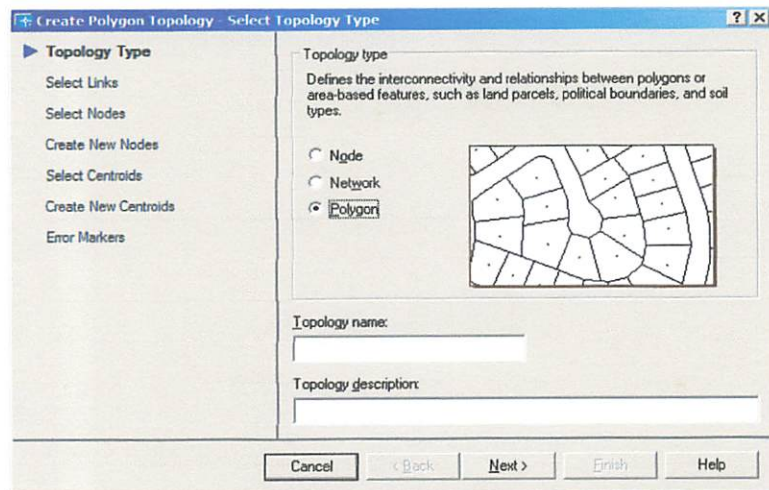 Create Polygon Topology - Select Topology Type
Topology Type
Select Links
Select Nodes
Create New Nodes
Select Centroids
Create New Centroids
Error Markers
Topology type
Defines the interconnectivity and relationships between polygons or
area-based features, such as land parcels, political boundaries, and soil
types.
Node
Network
Polygon
Topology name:
Topology description:
Cancel
< Back
Next >
Finish
Help